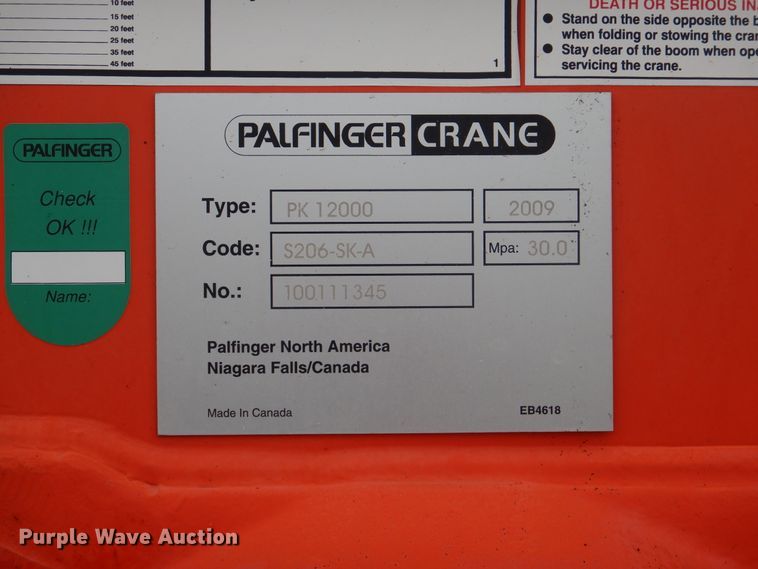 10 feet
15 feet
20 feet
25 feet
35 feet
45 feet
1
DEATH OR SERIOUS
● Stand on the side opposite the
when folding or stowing the
● Stay clear of the boom when
servicing the crane.
PALFINGER
Check
OK !!!
Name:
PALFINGER CRANE
Type: PK 12000 2009
Code: S206-SK-A Mpa: 30.0
No.: 100111345
Palfinger North America
Niagara Falls/Canada
Made In Canada EB4618
Purple Wave Auction